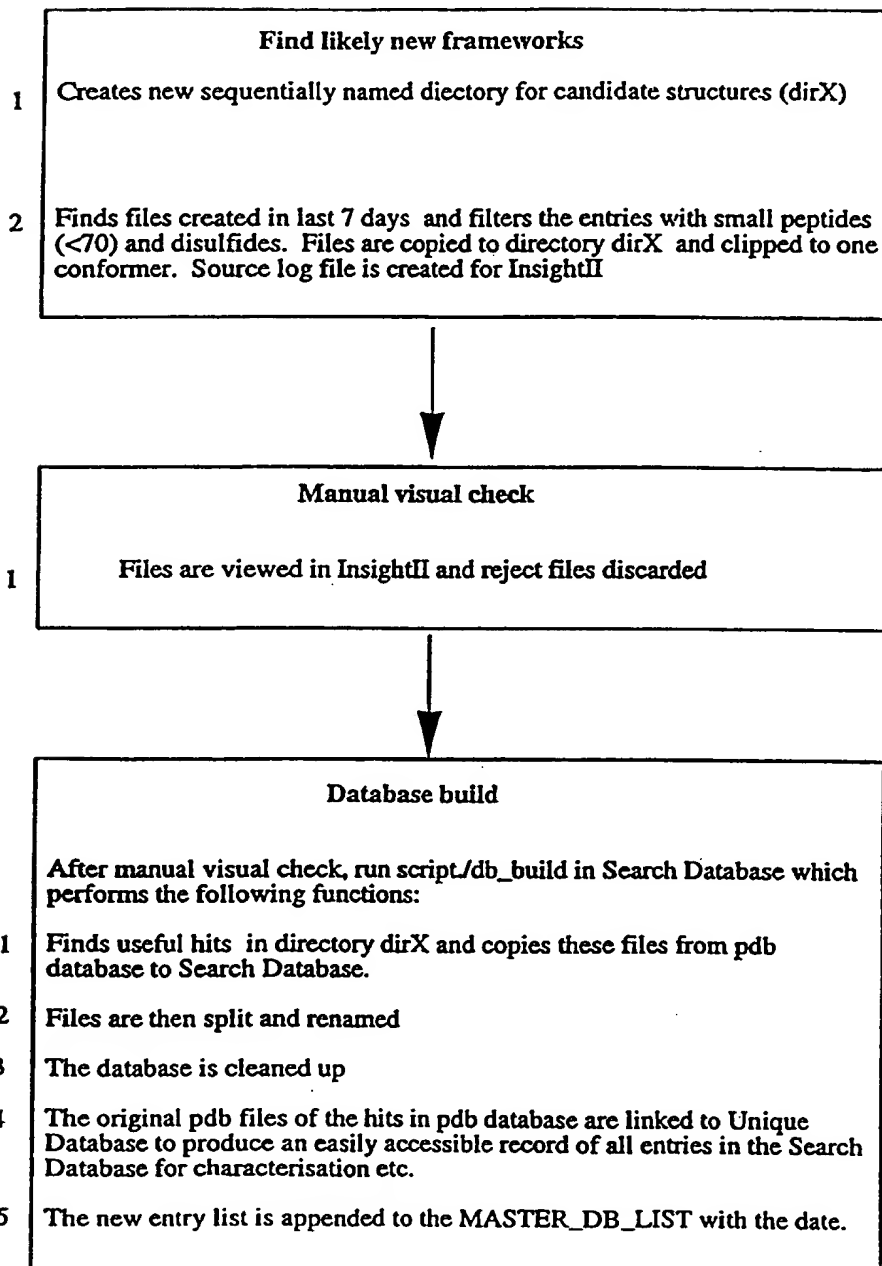 Find likely new frameworks
1 Creates new sequentially named diectory for candidate structures (dirX)
2 Finds files created in last 7 days and filters the entries with small peptides
(<70) and disulfides. Files are copied to directory dirX and clipped to one
conformer. Source log file is created for InsightII
Manual visual check
1 Files are viewed in InsightII and reject files discarded
Database build
After manual visual check, run script./db_build in Search Database which
performs the following functions:
1 Finds useful hits in directory dirX and copies these files from pdb
database to Search Database.
2 Files are then split and renamed
3 The database is cleaned up
4 The original pdb files of the hits in pdb database are linked to Unique
Database to produce an easily accessible record of all entries in the Search
Database for characterisation etc.
5 The new entry list is appended to the MASTER_DB_LIST with the date.